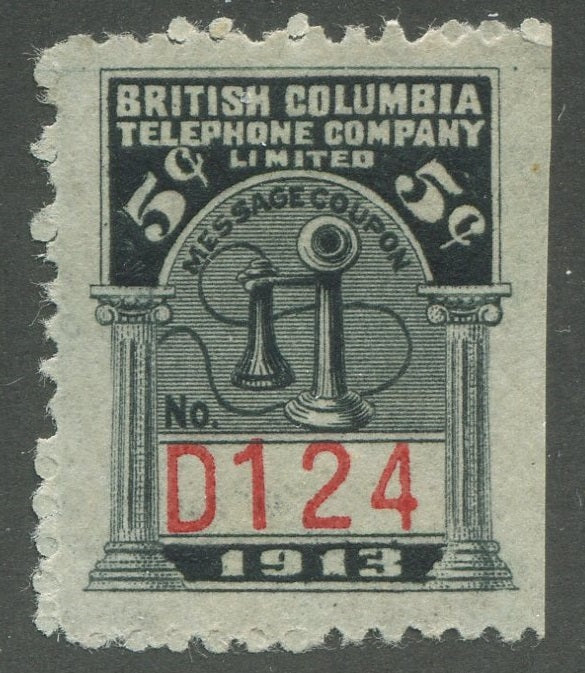 BRITISH COLUMBIA
TELEPHONE COMPANY
LIMITED
5¢ 5¢
MESSAGE COUPON
No.
D124
1913